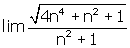 lim √(4n⁴ + n² + 1) / (n² + 1)